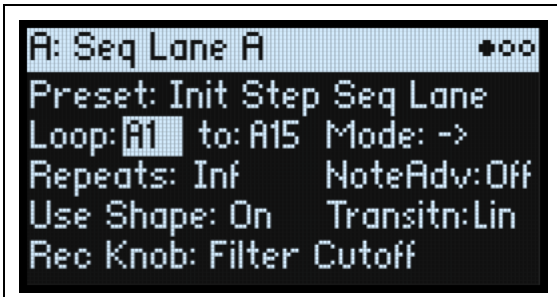 A: Seq Lane A
Preset: Init Step Seq Lane
Loop: A1 to: A15 Mode: ->
Repeats: Inf NoteAdv: Off
Use Shape: On Transitn: Lin
Rec Knob: Filter Cutoff